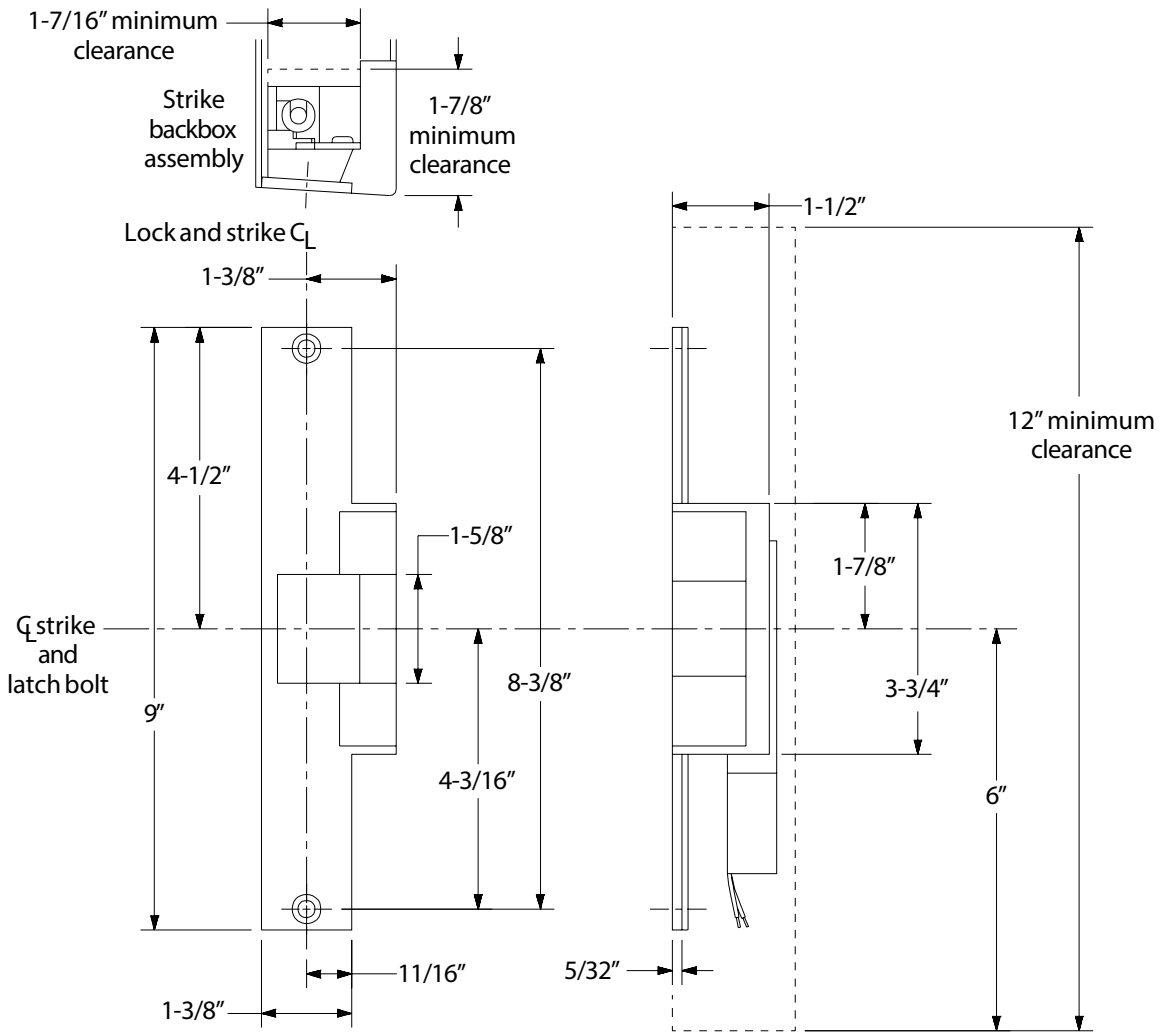 1-7/16” minimum
clearance
Strike
backbox
assembly
1-7/8”
minimum
clearance
Lock and strike CL
1-3/8”
1-1/2”
12” minimum
clearance
4-1/2”
1-5/8”
1-7/8”
CL strike
and
latch bolt
9”
8-3/8”
3-3/4”
4-3/16”
6”
11/16”
5/32”
1-3/8”